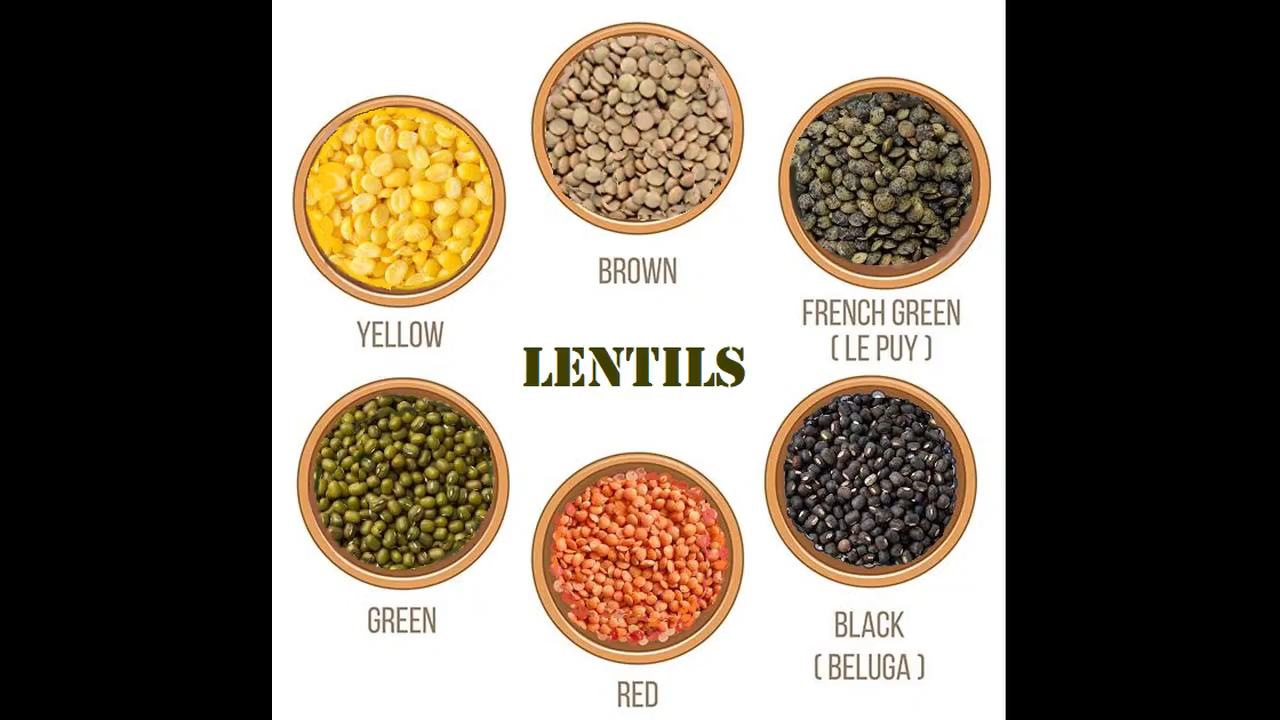 BROWN
FRENCH GREEN
( LE PUY )
YELLOW
LENTILS
GREEN
BLACK
( BELUGA )
RED